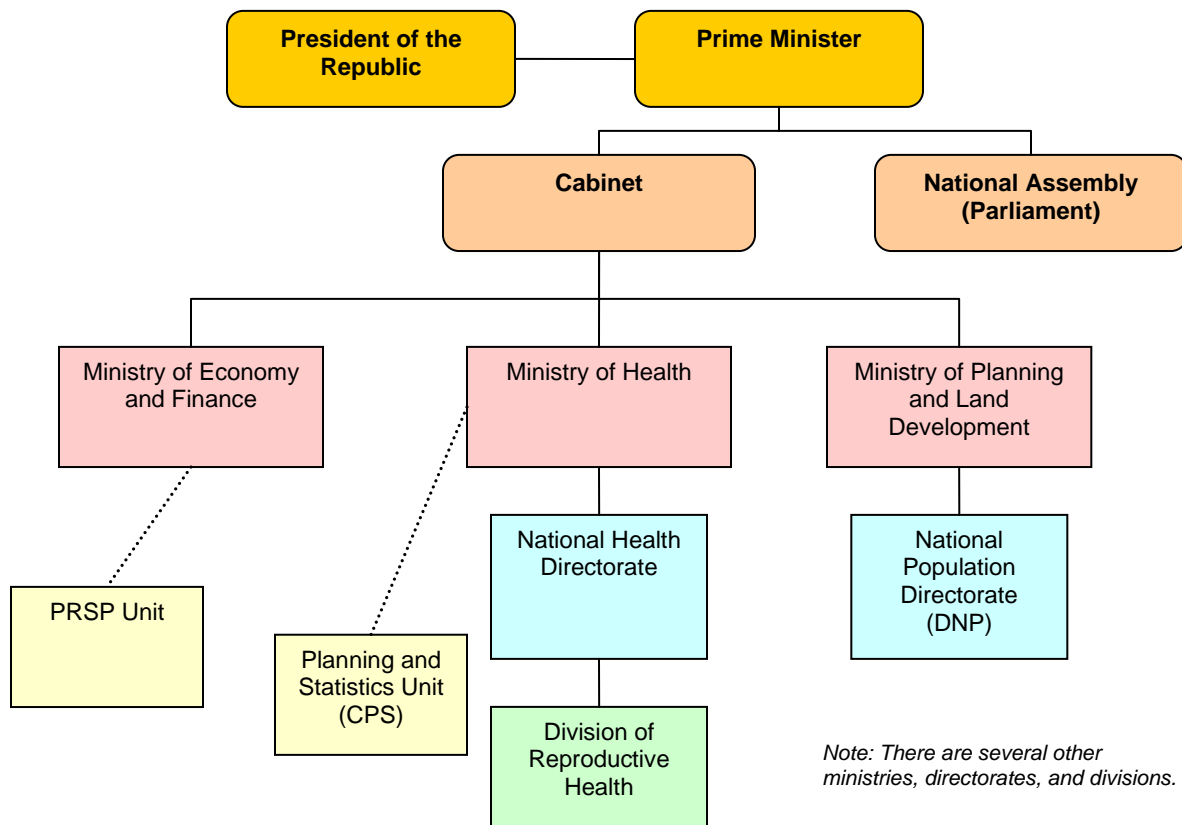 President of the
Republic
Prime Minister
Cabinet
National Assembly
(Parliament)
Ministry of Economy
and Finance
Ministry of Health
Ministry of Planning
and Land
Development
National Health
Directorate
National
Population
Directorate
(DNP)
PRSP Unit
Planning and
Statistics Unit
(CPS)
Division of
Reproductive
Health
Note: There are several other
ministries, directorates, and divisions.